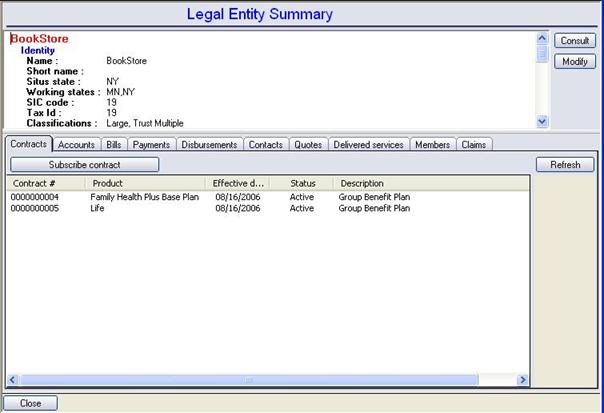 Legal Entity Summary
BookStore
Identity
Name : BookStore
Short name :
Situs state : NY
Working states : MN,NY
SIC code : 19
Tax Id : 19
Classifications : Large, Trust Multiple
Consult
Modify
Contracts Accounts Bills Payments Disbursements Contacts Quotes Delivered services Members Claims
Subscribe contract Refresh
Contract # Product Effective d... Status Description
0000000004 Family Health Plus Base Plan 08/16/2006 Active Group Benefit Plan
0000000005 Life 08/16/2006 Active Group Benefit Plan
Close